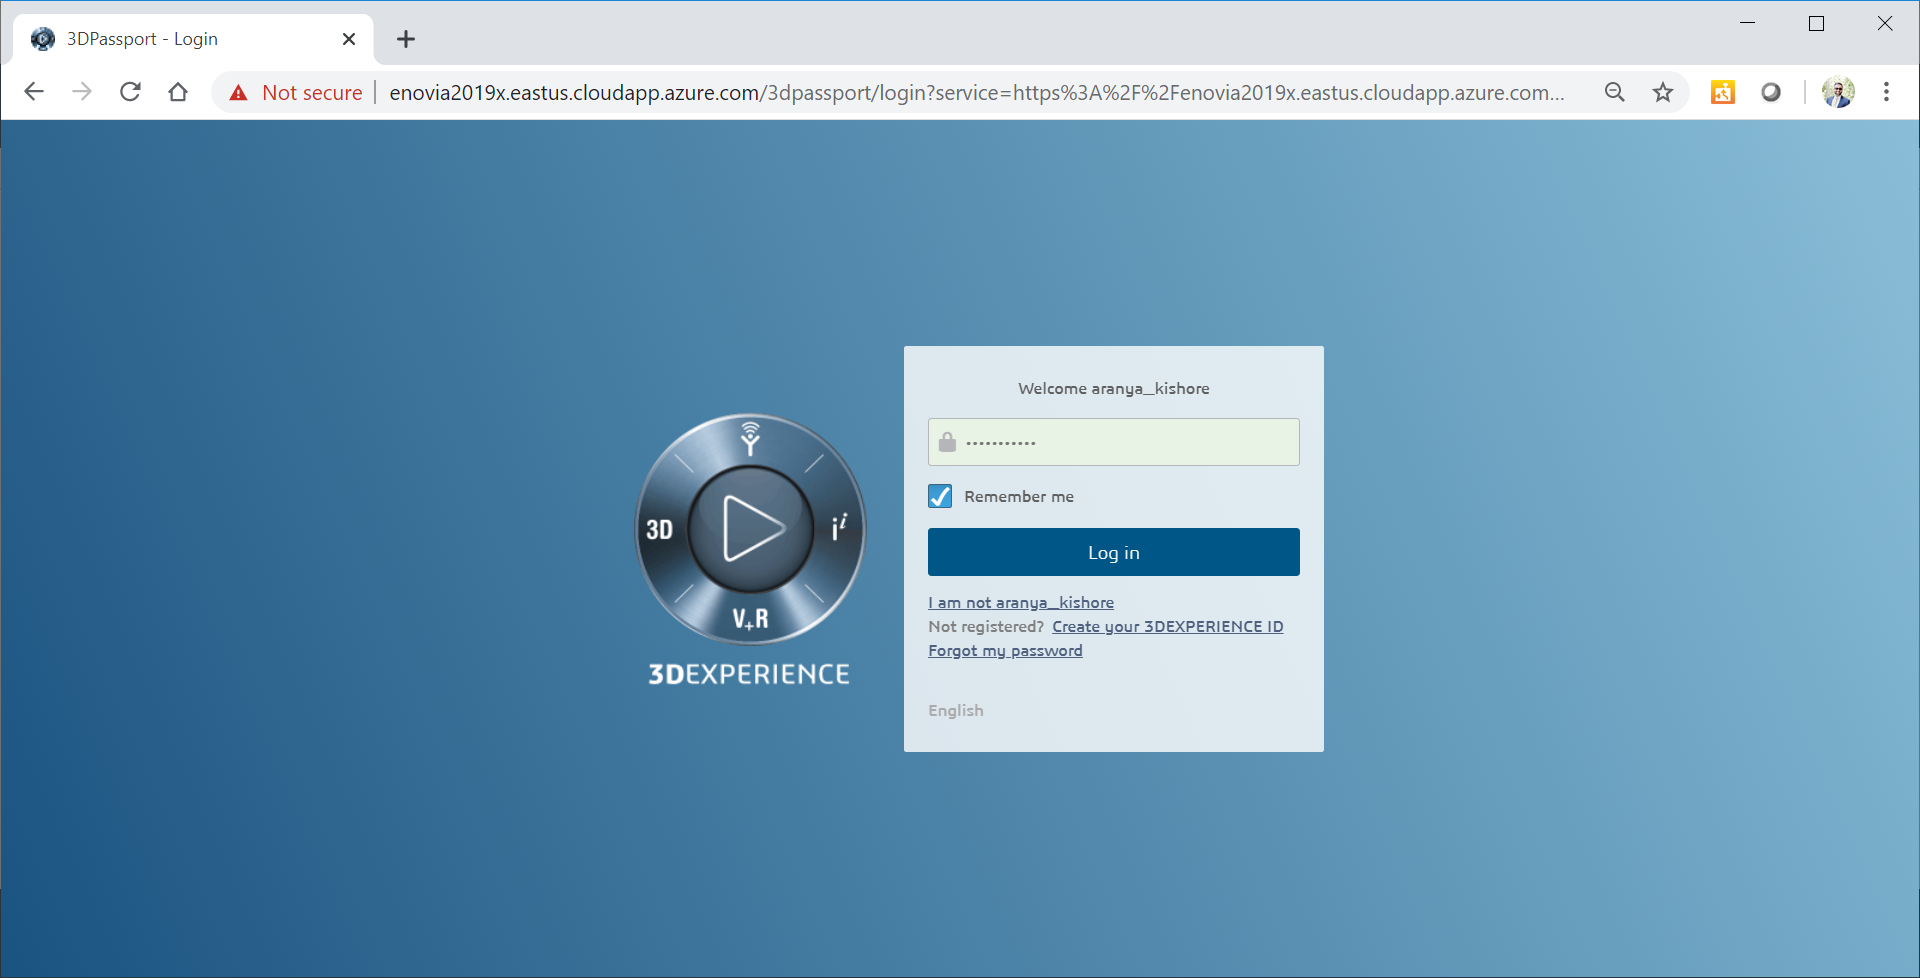 3DPassport - Login
Not secure
enovia2019x.eastus.cloudapp.azure.com/3dpassport/login?service=https%3A%2F%2Fenovia2019x.eastus.cloudapp.azure.com...
Welcome aranya_kishore
...........
Remember me
Log in
I am not aranya_kishore
Not registered? Create your 3DEXPERIENCE ID
Forgot my password
English
3D
i i
V+R
3DEXPERIENCE